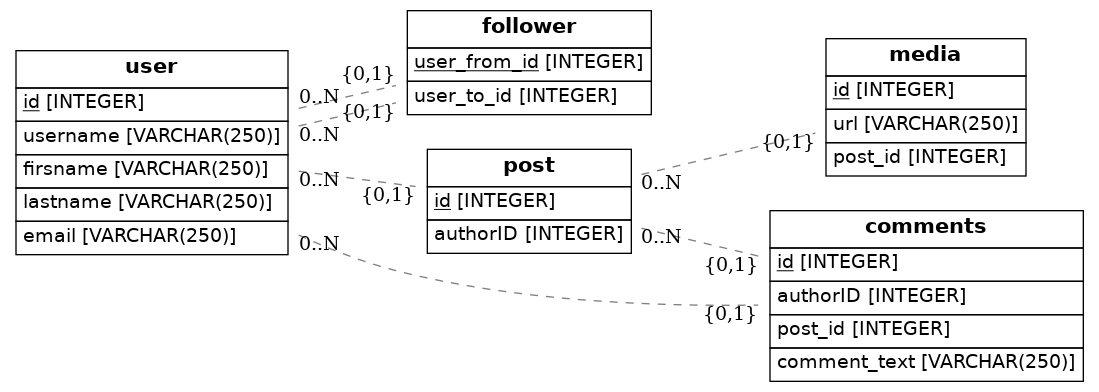 user
id [INTEGER]
username [VARCHAR(250)]
firsname [VARCHAR(250)]
lastname [VARCHAR(250)]
email [VARCHAR(250)]
follower
user_from_id [INTEGER]
user_to_id [INTEGER]
{0,1}
0..N
{0,1}
0..N
0..N
{0,1}
0..N
{0,1}
post
id [INTEGER]
authorID [INTEGER]
0..N
{0,1}
0..N
{0,1}
media
id [INTEGER]
url [VARCHAR(250)]
post_id [INTEGER]
comments
id [INTEGER]
authorID [INTEGER]
post_id [INTEGER]
comment_text [VARCHAR(250)]